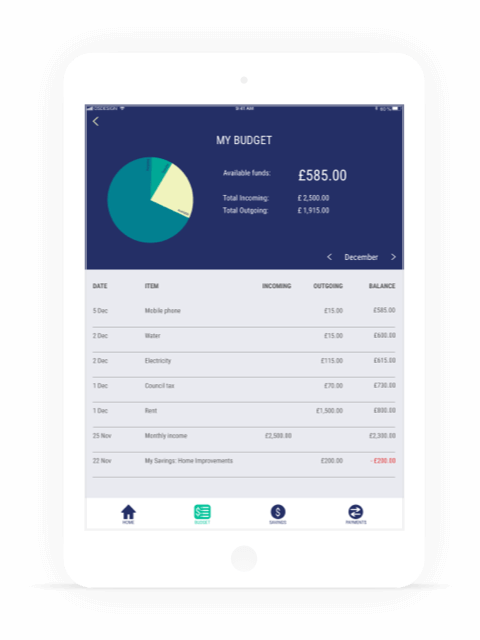 9:41 AM
MY BUDGET
Available funds: £585.00
Total Incoming: £ 2,500.00
Total Outgoing: £ 1,915.00
< December >
DATE ITEM INCOMING OUTGOING BALANCE
5 Dec Mobile phone £15.00 £585.00
2 Dec Water £15.00 £600.00
2 Dec Electricity £115.00 £615.00
1 Dec Council tax £70.00 £730.00
1 Dec Rent £1,500.00 £800.00
25 Nov Monthly income £2,500.00 £2,300.00
22 Nov My Savings: Home Improvements £200.00 - £200.00
HOME BUDGET SAVINGS PAYMENTS